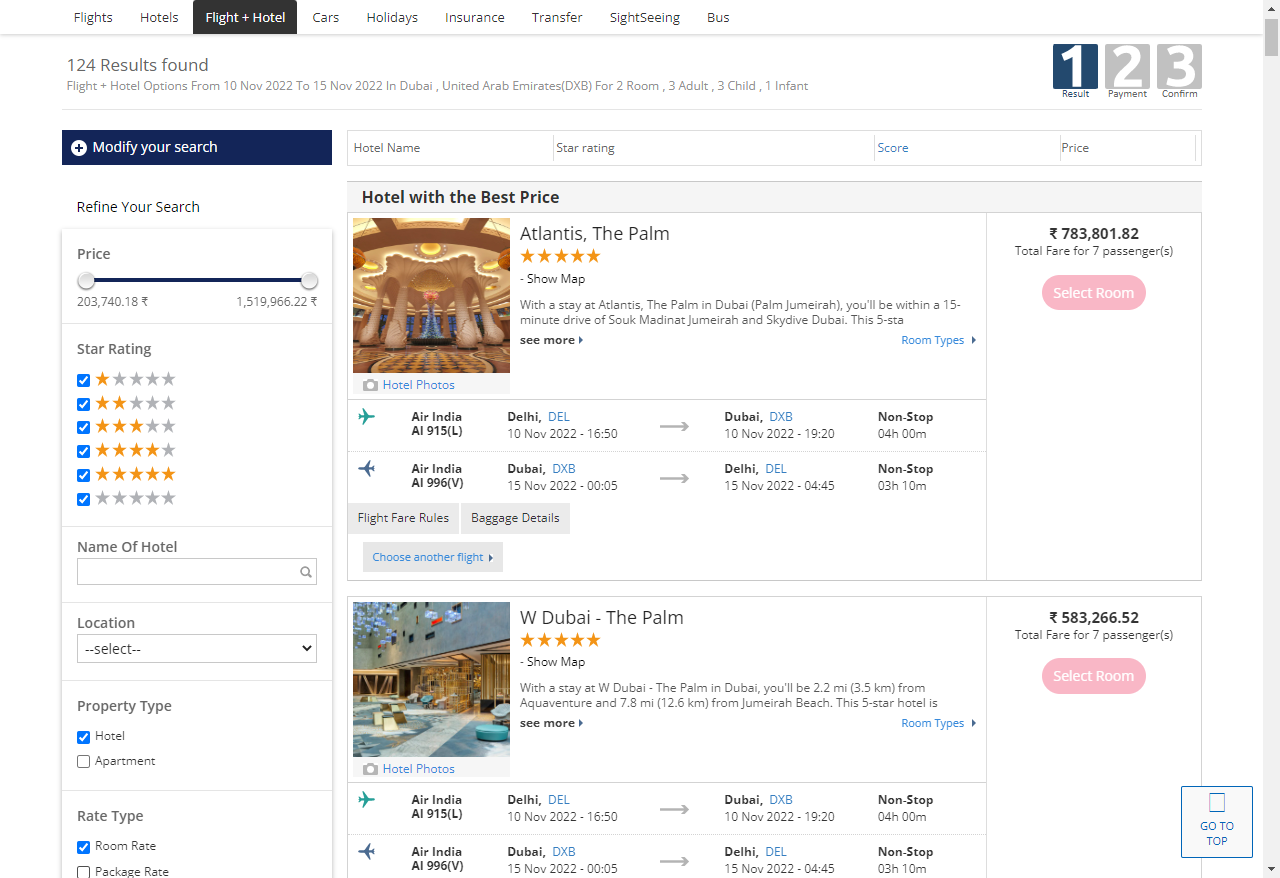 Flights Hotels Flight + Hotel Cars Holidays Insurance Transfer SightSeeing Bus
124 Results found
Flight + Hotel Options From 10 Nov 2022 To 15 Nov 2022 In Dubai , United Arab Emirates(DXB) For 2 Room , 3 Adult , 3 Child , 1 Infant
1 2 3
Result Payment Confirm
Modify your search
Refine Your Search
Price
203,740.18 ₹ 1,519,966.22 ₹
Star Rating
Name Of Hotel
Location
--select--
Property Type
Hotel
Apartment
Rate Type
Room Rate
Package Rate
Hotel Name Star rating Score Price
Hotel with the Best Price
Atlantis, The Palm
- Show Map
With a stay at Atlantis, The Palm in Dubai (Palm Jumeirah), you'll be within a 15-
minute drive of Souk Madinat Jumeirah and Skydive Dubai. This 5-sta
see more Room Types
Hotel Photos
₹ 783,801.82
Total Fare for 7 passenger(s)
Select Room
Air India Delhi, DEL Dubai, DXB Non-Stop
AI 915(L) 10 Nov 2022 - 16:50 10 Nov 2022 - 19:20 04h 00m
Air India Dubai, DXB Delhi, DEL Non-Stop
AI 996(V) 15 Nov 2022 - 00:05 15 Nov 2022 - 04:45 03h 10m
Flight Fare Rules Baggage Details
Choose another flight
W Dubai - The Palm
- Show Map
With a stay at W Dubai - The Palm in Dubai, you'll be 2.2 mi (3.5 km) from
Aquaventure and 7.8 mi (12.6 km) from Jumeirah Beach. This 5-star hotel is
see more Room Types
Hotel Photos
₹ 583,266.52
Total Fare for 7 passenger(s)
Select Room
Air India Delhi, DEL Dubai, DXB Non-Stop
AI 915(L) 10 Nov 2022 - 16:50 10 Nov 2022 - 19:20 04h 00m
Air India Dubai, DXB Delhi, DEL Non-Stop
AI 996(V) 15 Nov 2022 - 00:05 15 Nov 2022 - 04:45 03h 10m
GO TO
TOP